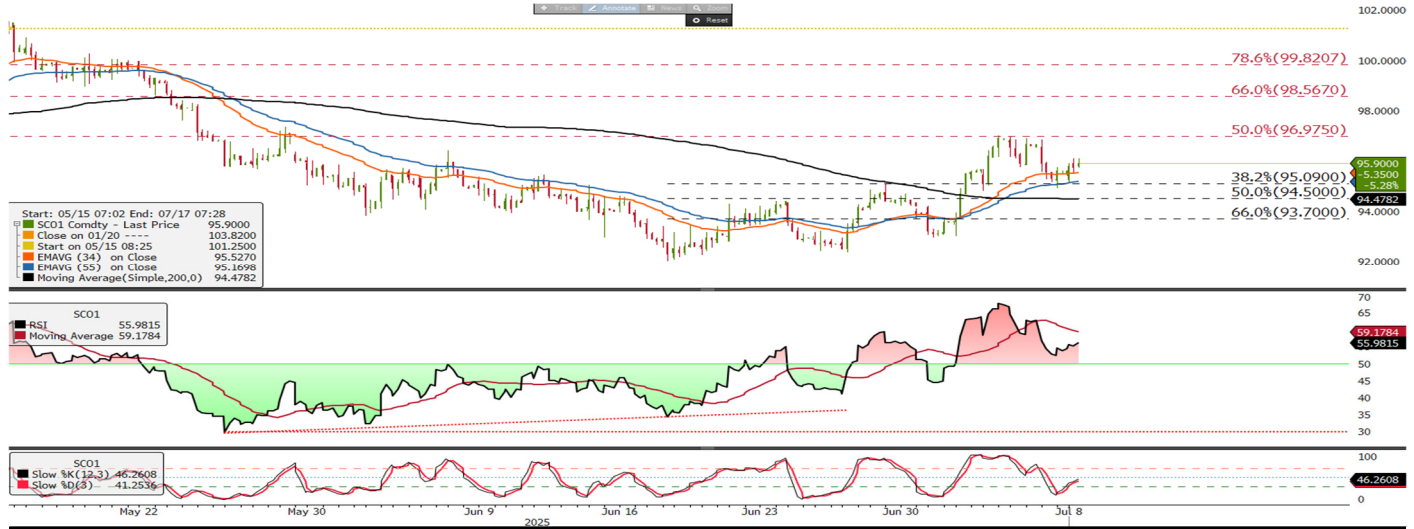 Track Annotate News Zoom
Reset
102.0000
100.0000
98.0000
94.0000
92.0000
78.6%(99.8207)
66.0%(98.5670)
50.0%(96.9750)
38.2%(95.0900)
50.0%(94.5000)
66.0%(93.7000)
95.9000
-5.3500
-5.28%
94.4782
Start: 05/15 07:02 End: 07/17 07:28
SCO1 Comdty - Last Price 95.9000
Close on 01/20 ---- 103.8200
Start on 05/15 08:25 101.2500
EMAVG (34) on Close 95.5270
EMAVG (55) on Close 95.1698
Moving Average(Simple,200,0) 94.4782
SCO1
RSI 55.9815
Moving Average 59.1784
70
65
59.1784
55.9815
50
45
40
35
30
SCO1
Slow %K(12,3) 46.2608
Slow %D(3) 41.2536
100
46.2608
0
May 22 May 30 Jun 9 Jun 16 Jun 23 Jun 30 Jul 8
2025